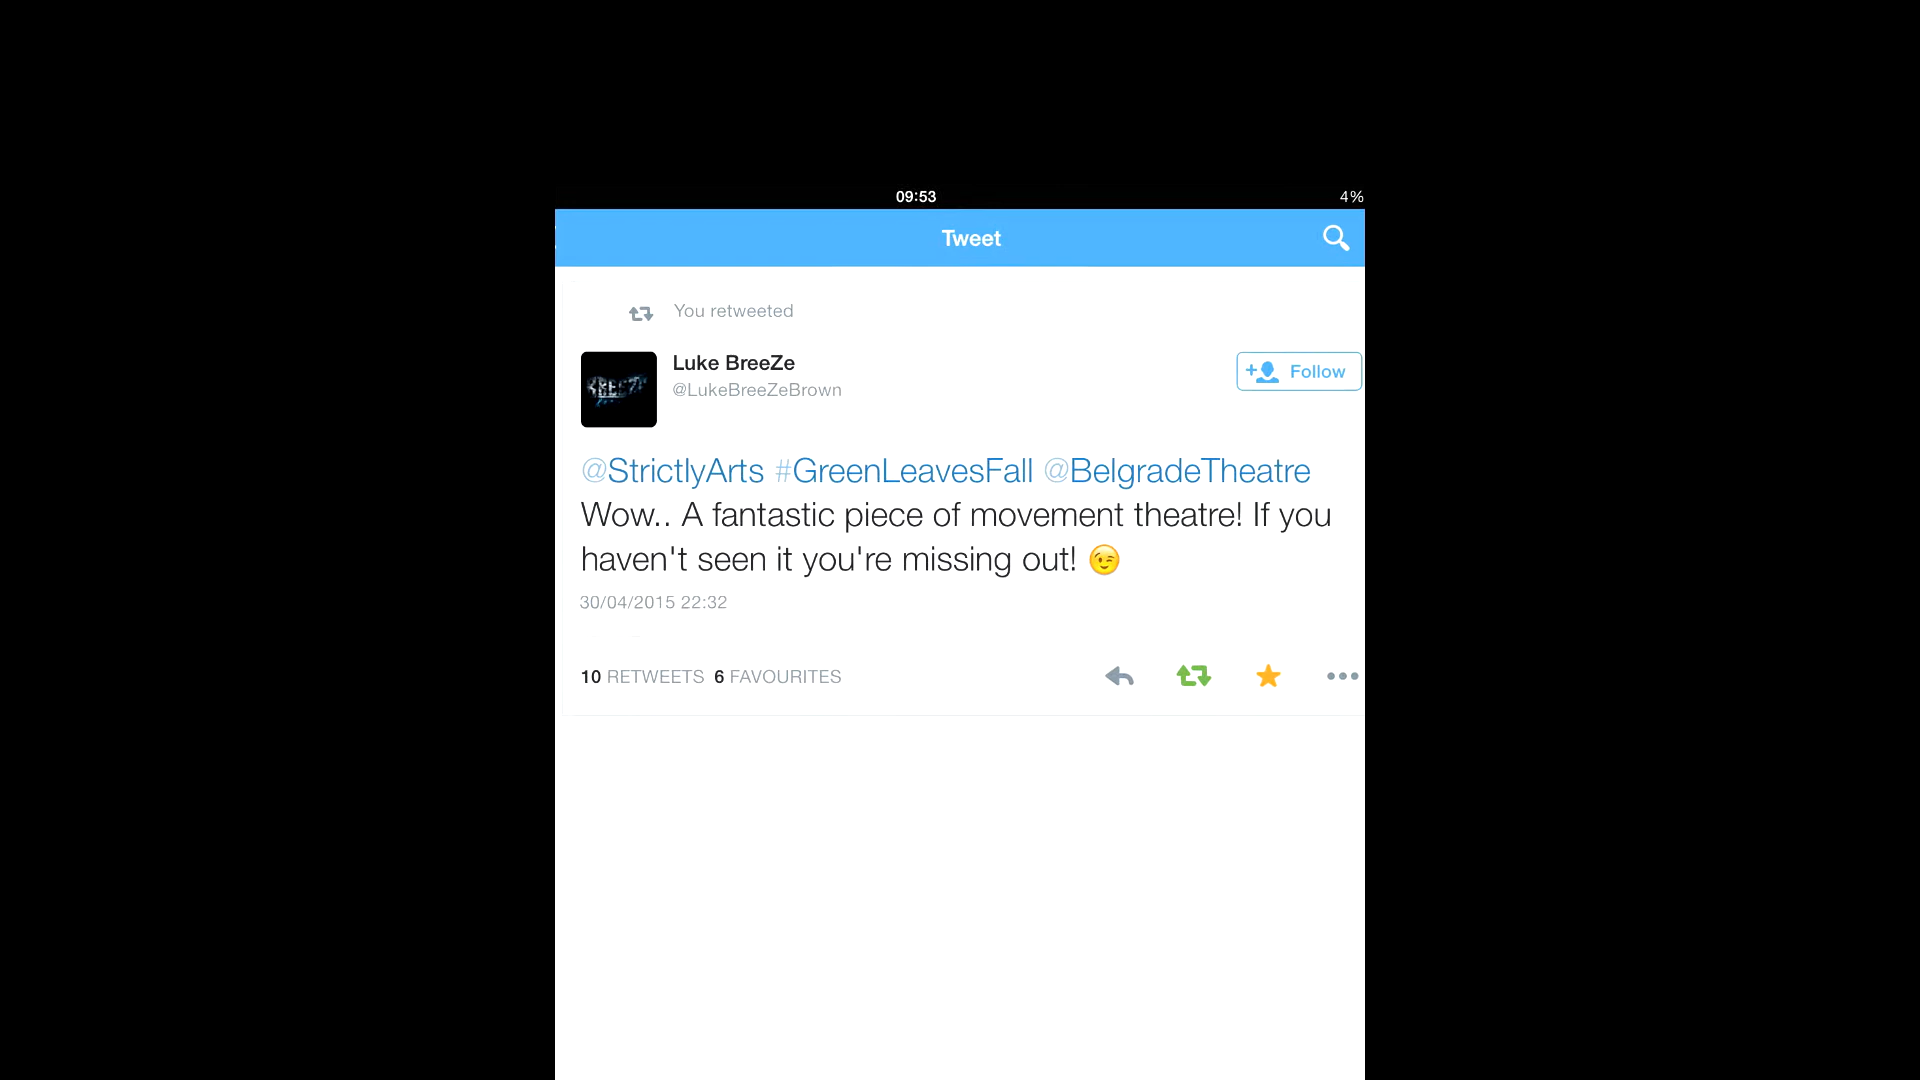 09:53 4%
Tweet
You retweeted
Luke BreeZe
@LukeBreeZeBrown
Follow
@StrictlyArts #GreenLeavesFall @BelgradeTheatre
Wow.. A fantastic piece of movement theatre! If you
haven't seen it you're missing out! 😉
30/04/2015 22:32
10 RETWEETS 6 FAVOURITES